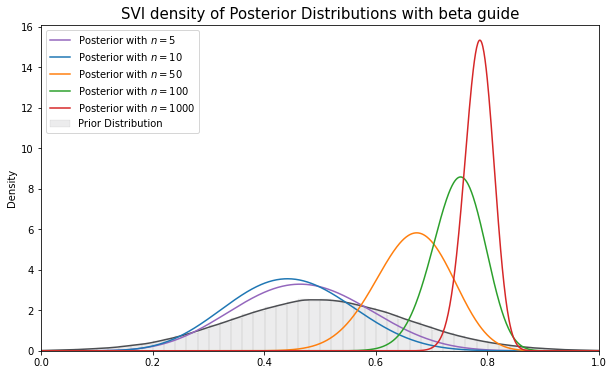 SVI density of Posterior Distributions with beta guide
Posterior with n = 5
Posterior with n = 10
Posterior with n = 50
Posterior with n = 100
Posterior with n = 1000
Prior Distribution
Density
16
14
12
10
8
6
4
2
0
0.0 0.2 0.4 0.6 0.8 1.0